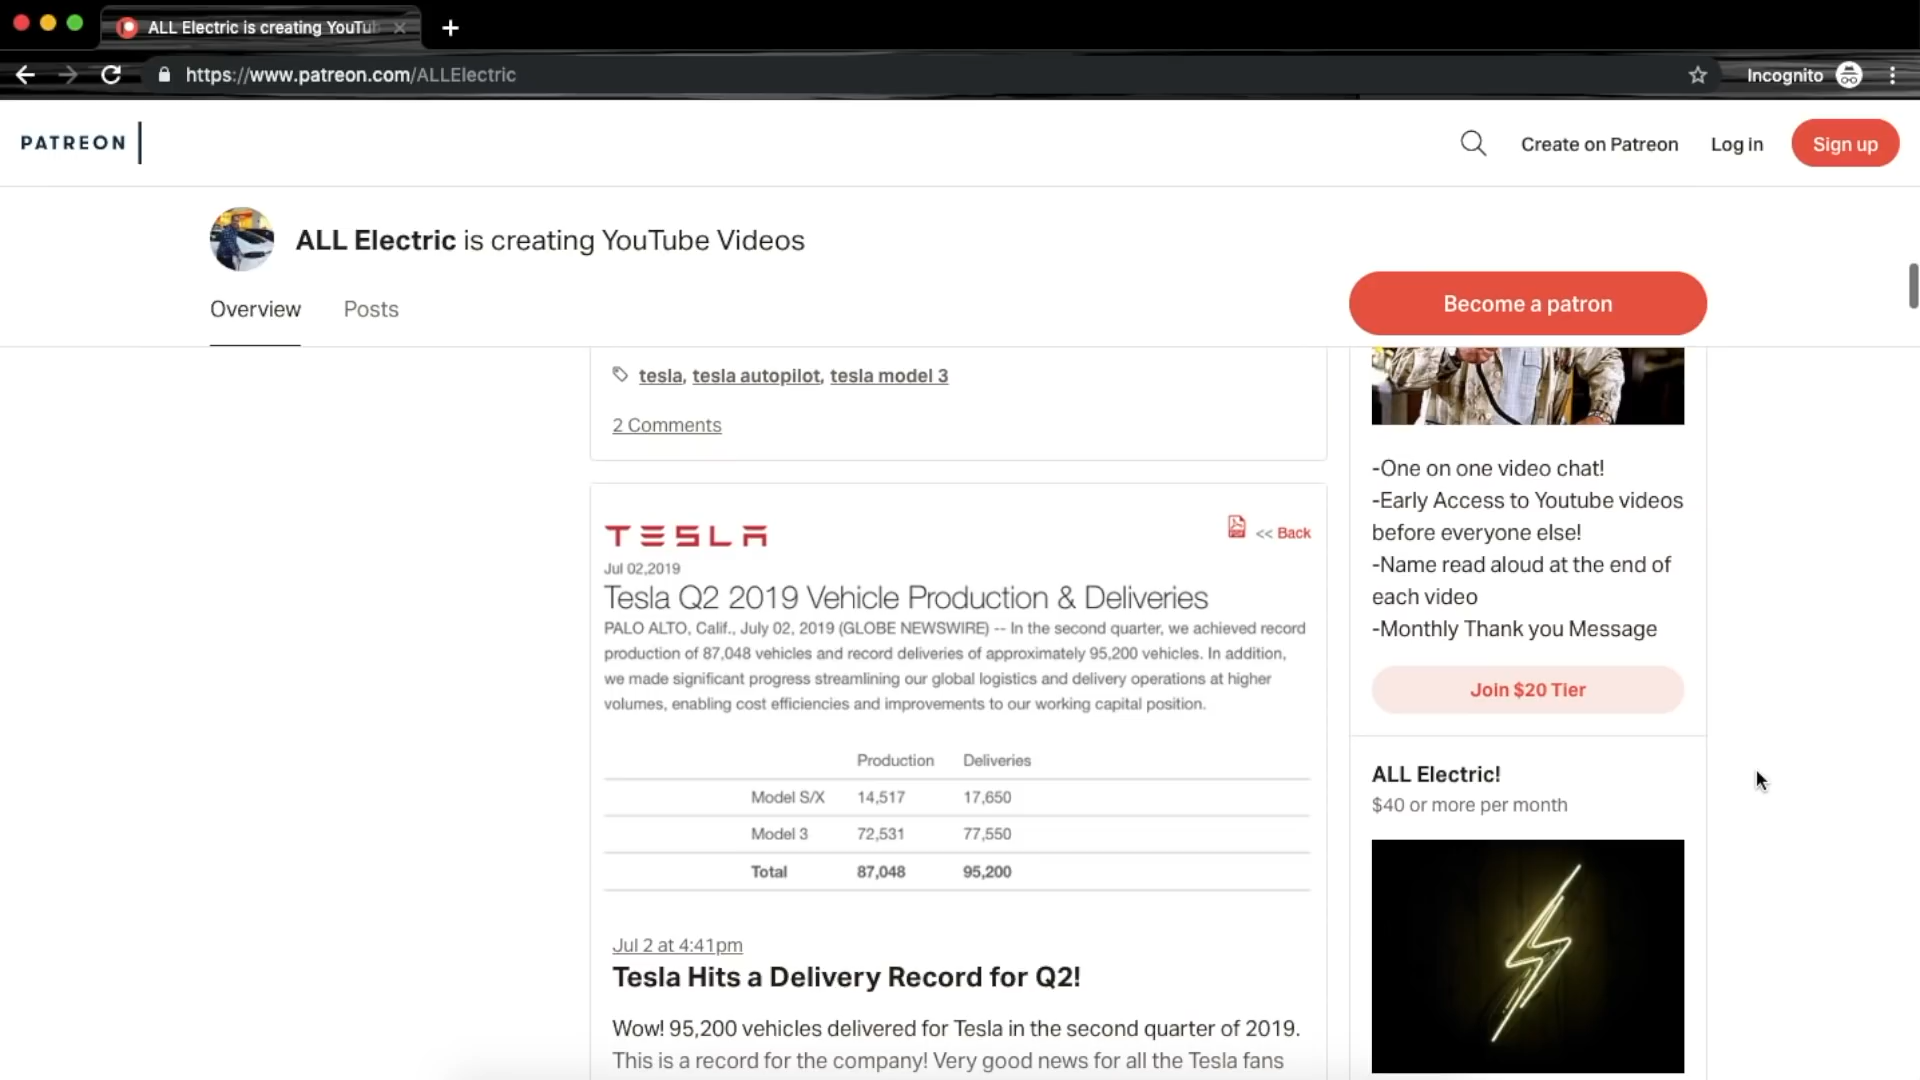 ALL Electric is creating YouTub
https://www.patreon.com/ALLElectric
Incognito
PATREON
Create on Patreon
Log in
Sign up
ALL Electric is creating YouTube Videos
Overview
Posts
Become a patron
tesla, tesla autopilot, tesla model 3
2 Comments
TESLA
PDF
<< Back
Jul 02,2019
Tesla Q2 2019 Vehicle Production & Deliveries
PALO ALTO, Calif., July 02, 2019 (GLOBE NEWSWIRE) -- In the second quarter, we achieved record
production of 87,048 vehicles and record deliveries of approximately 95,200 vehicles. In addition,
we made significant progress streamlining our global logistics and delivery operations at higher
volumes, enabling cost efficiencies and improvements to our working capital position.
Production Deliveries
Model S/X 14,517 17,650
Model 3 72,531 77,550
Total 87,048 95,200
Jul 2 at 4:41pm
Tesla Hits a Delivery Record for Q2!
Wow! 95,200 vehicles delivered for Tesla in the second quarter of 2019.
This is a record for the company! Very good news for all the Tesla fans
-One on one video chat!
-Early Access to Youtube videos
before everyone else!
-Name read aloud at the end of
each video
-Monthly Thank you Message
Join $20 Tier
ALL Electric!
$40 or more per month